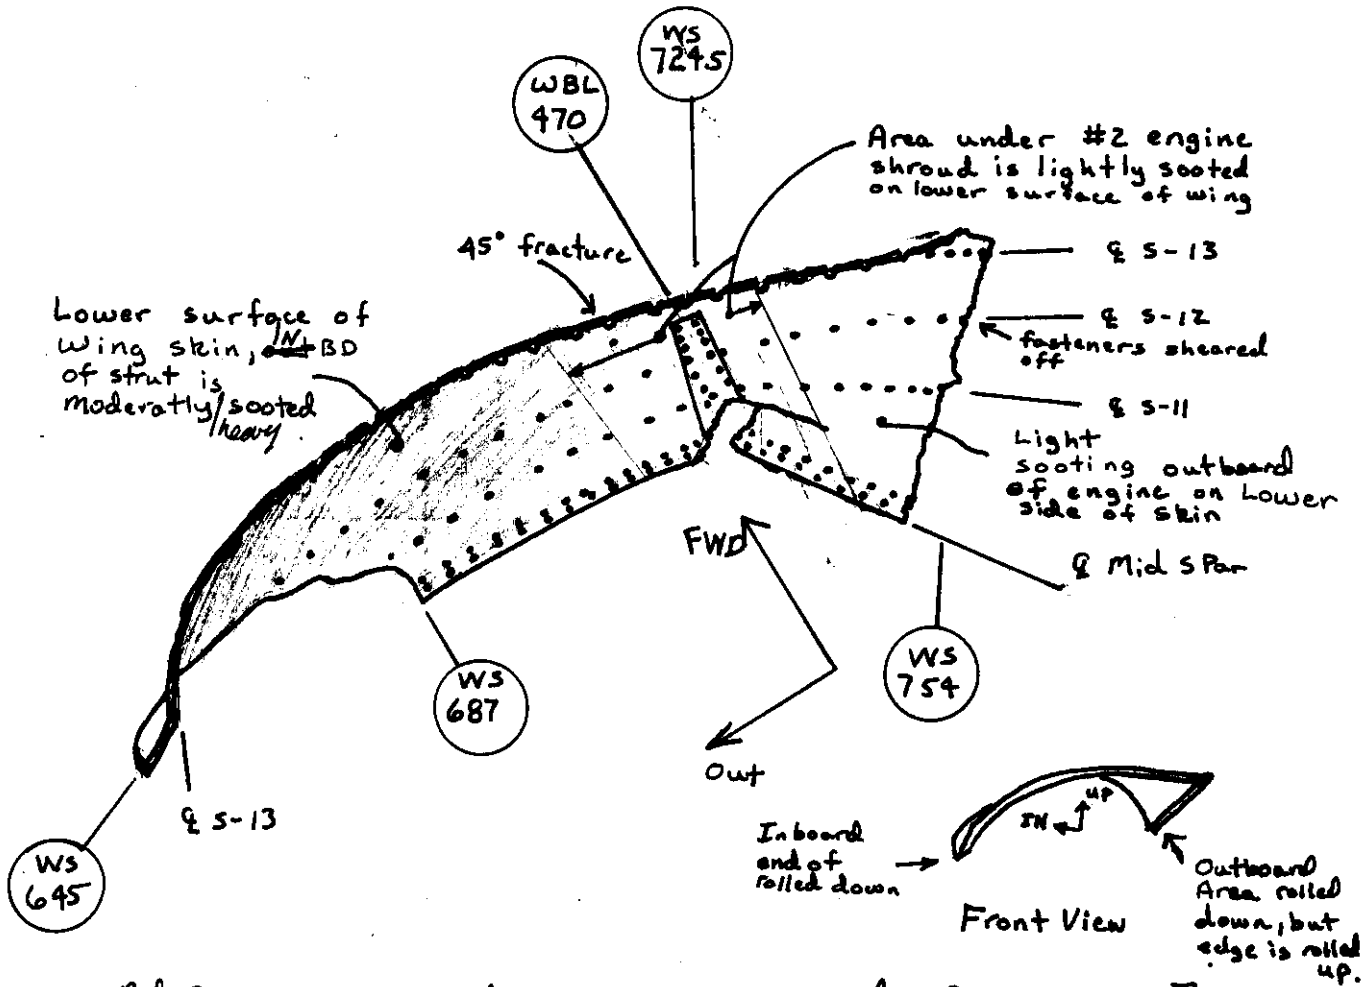 WS
724.5
WBL
470
Area under #2 engine
shroud is lightly sooted
on lower surface of wing
45° fracture
℄ S-13
Lower surface of
wing skin, INBD
of strut is
moderatly/sooted
heavy
℄ S-12
fasteners sheared
off
℄ S-11
Light
sooting outboard
of engine on Lower
side of skin
FWD
℄ Mid Spar
WS
754
WS
687
Out
℄ S-13
WS
645
UP
IN
Inboard
end of
rolled down
Front View
Outboard
Area rolled
down, but
edge is rolled
up.